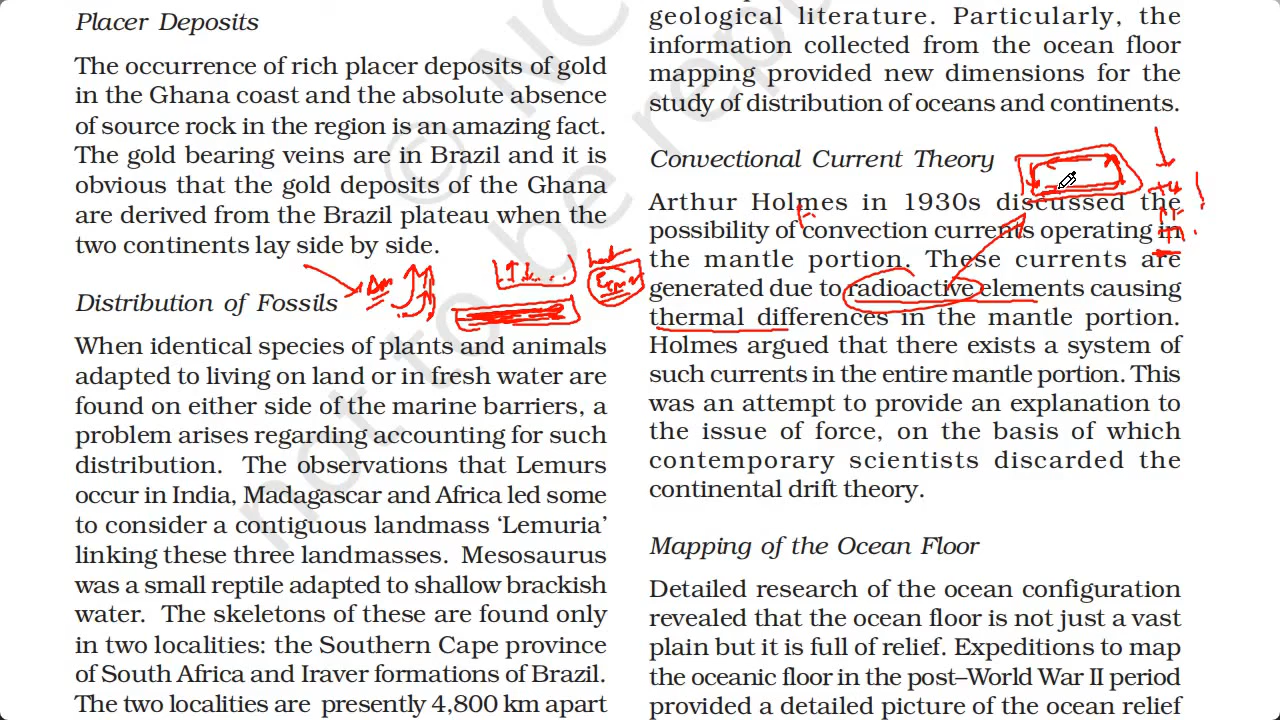 Placer Deposits
The occurrence of rich placer deposits of gold
in the Ghana coast and the absolute absence
of source rock in the region is an amazing fact.
The gold bearing veins are in Brazil and it is
obvious that the gold deposits of the Ghana
are derived from the Brazil plateau when the
two continents lay side by side.
Distribution of Fossils
When identical species of plants and animals
adapted to living on land or in fresh water are
found on either side of the marine barriers, a
problem arises regarding accounting for such
distribution. The observations that Lemurs
occur in India, Madagascar and Africa led some
to consider a contiguous landmass ‘Lemuria’
linking these three landmasses. Mesosaurus
was a small reptile adapted to shallow brackish
water. The skeletons of these are found only
in two localities: the Southern Cape province
of South Africa and Iraver formations of Brazil.
The two localities are presently 4,800 km apart
geological literature. Particularly, the
information collected from the ocean floor
mapping provided new dimensions for the
study of distribution of oceans and continents.
Convectional Current Theory
Arthur Holmes in 1930s discussed the
possibility of convection currents operating in
the mantle portion. These currents are
generated due to radioactive elements causing
thermal differences in the mantle portion.
Holmes argued that there exists a system of
such currents in the entire mantle portion. This
was an attempt to provide an explanation to
the issue of force, on the basis of which
contemporary scientists discarded the
continental drift theory.
Mapping of the Ocean Floor
Detailed research of the ocean configuration
revealed that the ocean floor is not just a vast
plain but it is full of relief. Expeditions to map
the oceanic floor in the post–World War II period
provided a detailed picture of the ocean relief
© NC
not to be rep